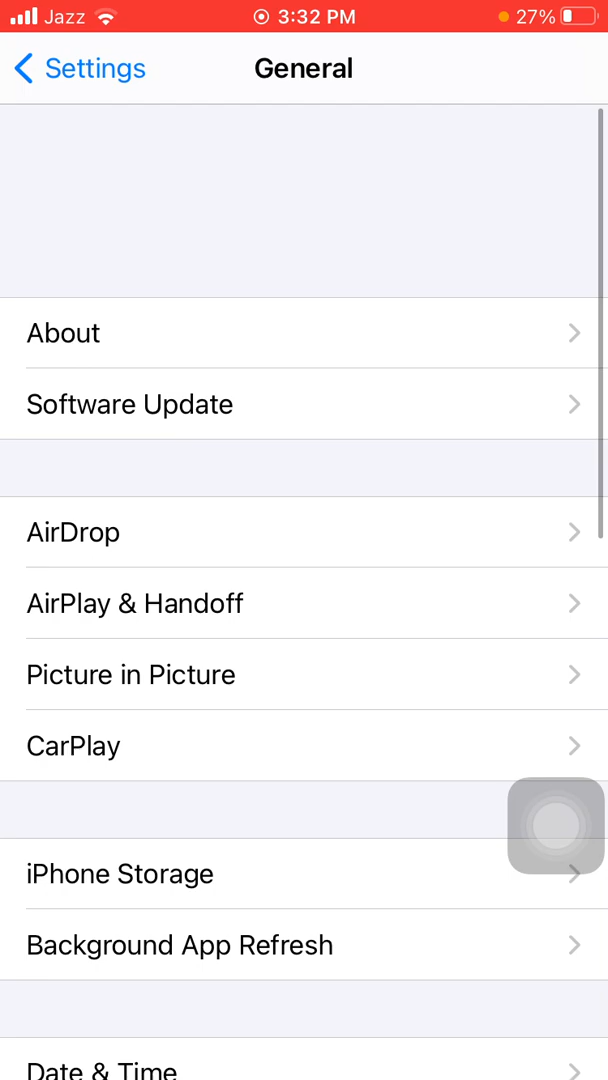 Jazz 3:32 PM 27%
Settings General
About
Software Update
AirDrop
AirPlay & Handoff
Picture in Picture
CarPlay
iPhone Storage
Background App Refresh
Date & Time